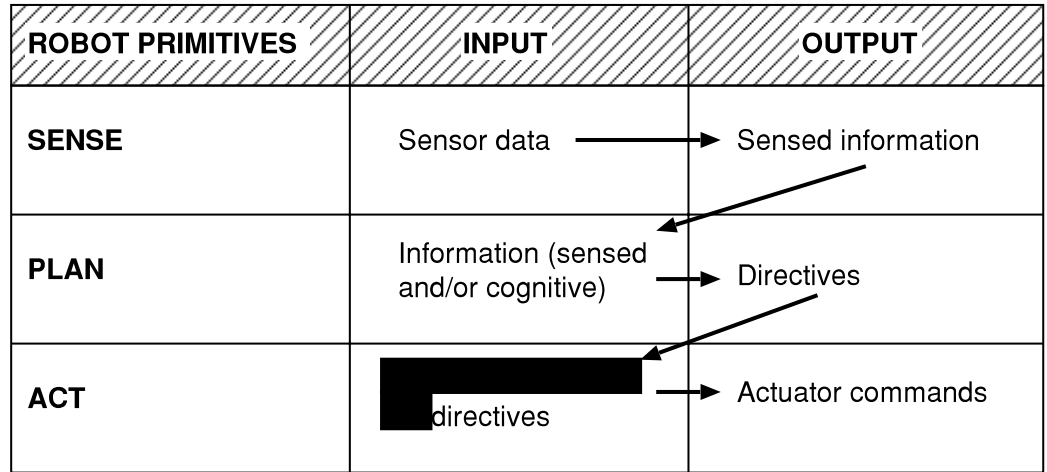 ROBOT PRIMITIVES INPUT OUTPUT
SENSE Sensor data Sensed information
PLAN Information (sensed
and/or cognitive) Directives
ACT Actuator commands
directives